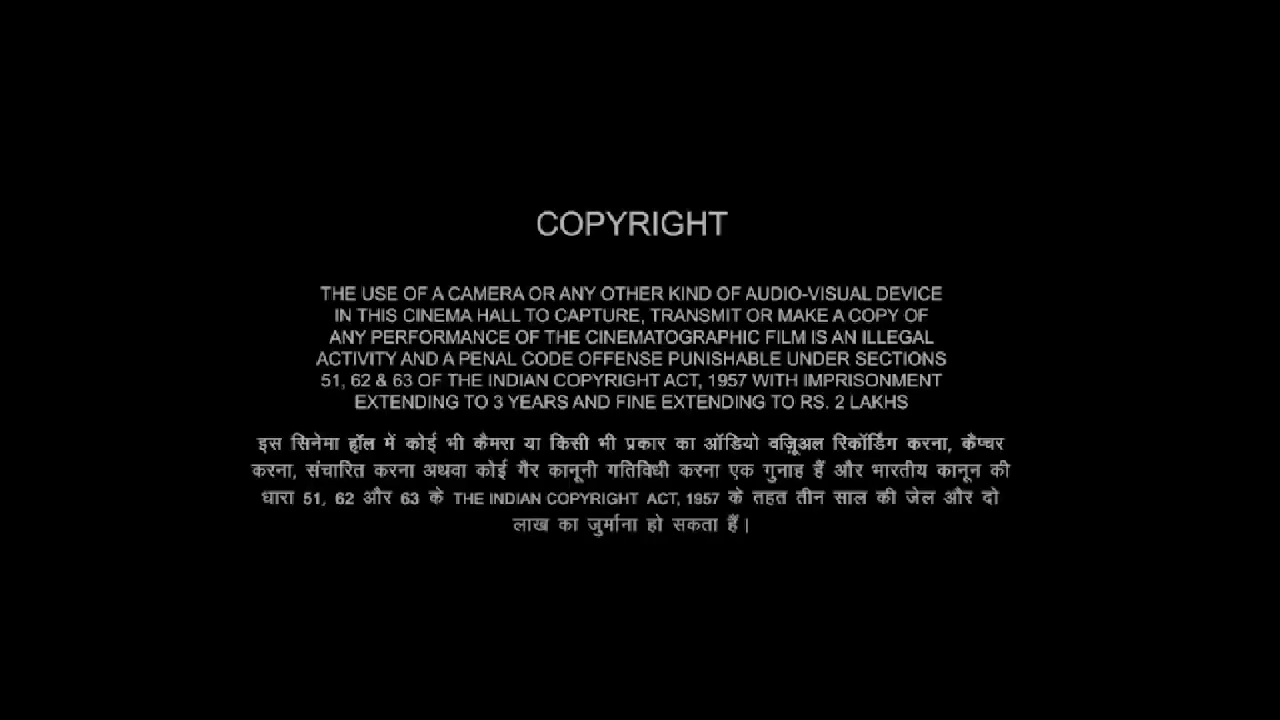 COPYRIGHT
THE USE OF A CAMERA OR ANY OTHER KIND OF AUDIO-VISUAL DEVICE
IN THIS CINEMA HALL TO CAPTURE, TRANSMIT OR MAKE A COPY OF
ANY PERFORMANCE OF THE CINEMATOGRAPHIC FILM IS AN ILLEGAL
ACTIVITY AND A PENAL CODE OFFENSE PUNISHABLE UNDER SECTIONS
51, 62 & 63 OF THE INDIAN COPYRIGHT ACT, 1957 WITH IMPRISONMENT
EXTENDING TO 3 YEARS AND FINE EXTENDING TO RS. 2 LAKHS
इस सिनेमा हॉल में कोई भी कैमरा या किसी भी प्रकार का ऑडियो वज़ूिअल रिकॉर्डिंग करना, कैप्चर
करना, संचारित करना अथवा कोई गैर कानूनी गतिविधी करना एक गुनाह हैं और भारतीय कानून की
धारा 51, 62 और 63 के THE INDIAN COPYRIGHT ACT, 1957 के तहत तीन साल की जेल और दो
लाख का जुर्माना हो सकता हैं।